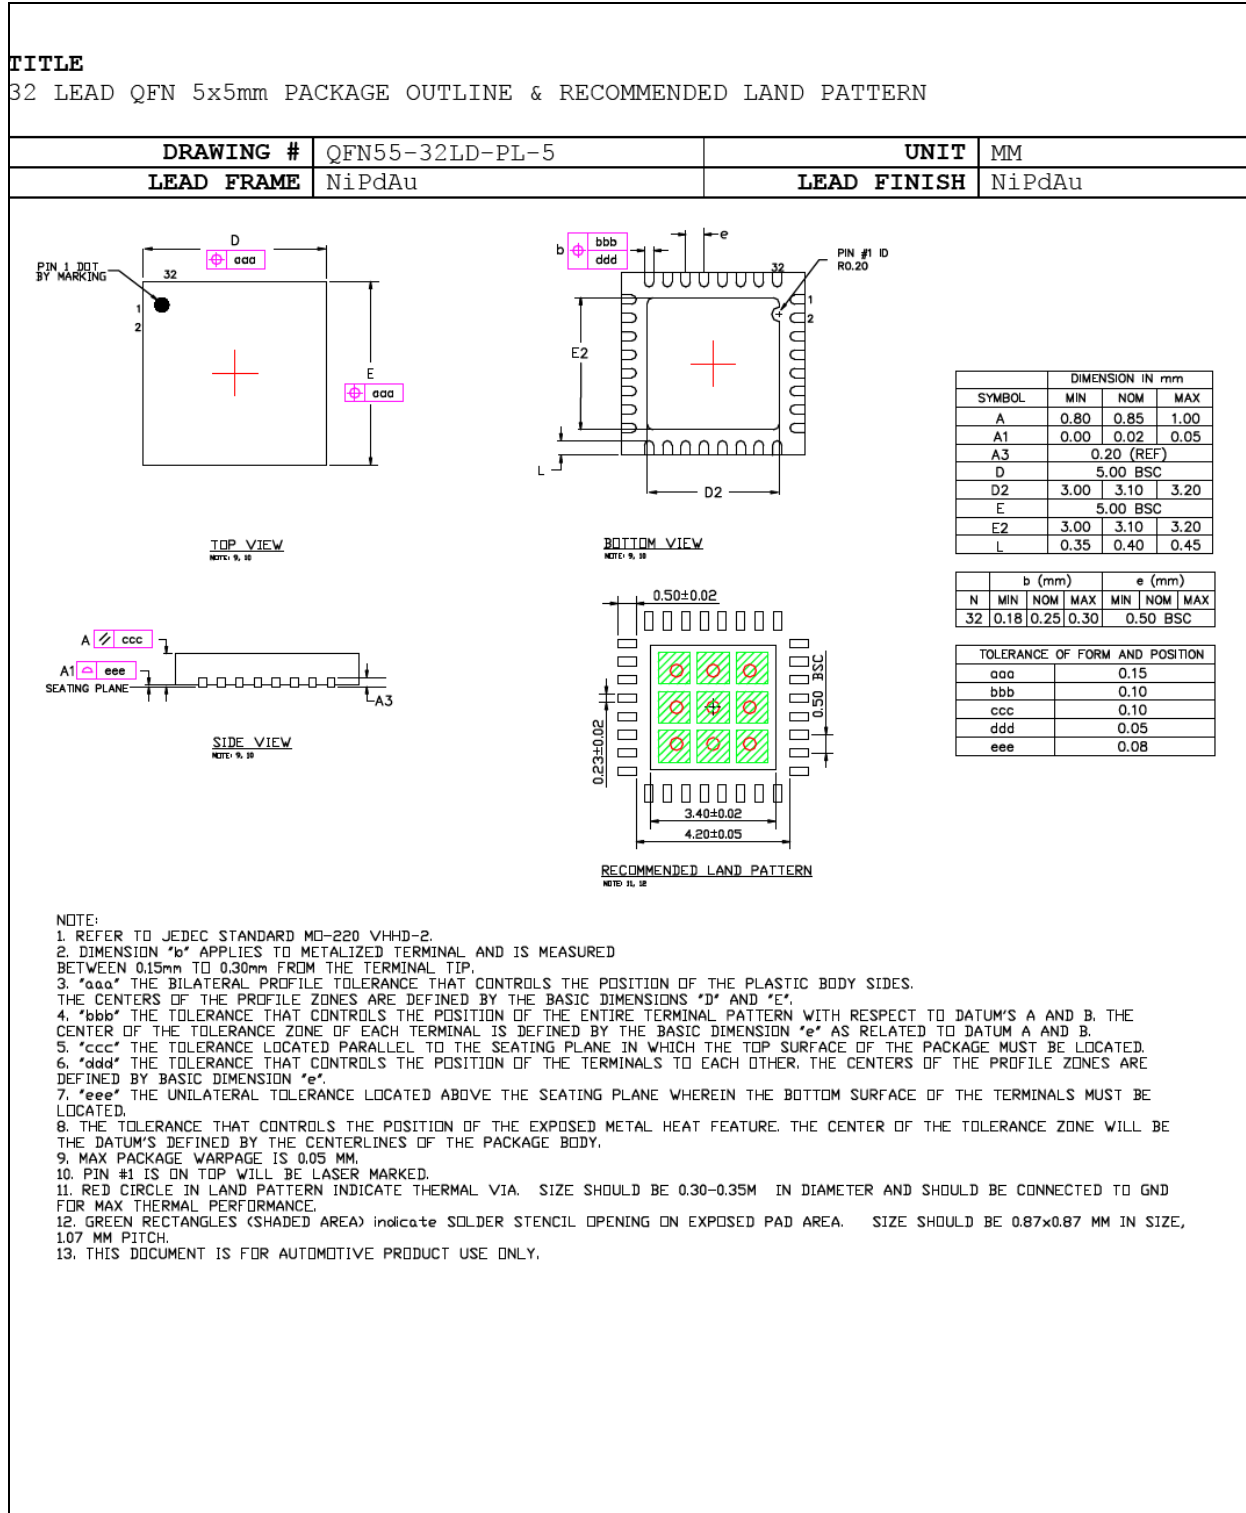 TITLE
32 LEAD QFN 5x5mm PACKAGE OUTLINE & RECOMMENDED LAND PATTERN
DRAWING # QFN55-32LD-PL-5 UNIT MM
LEAD FRAME NiPdAu LEAD FINISH NiPdAu
D
aaa
PIN 1 DOT
BY MARKING
32
1
2
E
aaa
TOP VIEW
NOTE: 9, 10
b bbb
ddd
e
PIN #1 ID
R0.20
32
1
2
E2
L
D2
BOTTOM VIEW
NOTE: 9, 10
DIMENSION IN mm
SYMBOL MIN NOM MAX
A 0.80 0.85 1.00
A1 0.00 0.02 0.05
A3 0.20 (REF)
D 5.00 BSC
D2 3.00 3.10 3.20
E 5.00 BSC
E2 3.00 3.10 3.20
L 0.35 0.40 0.45
b (mm) e (mm)
N MIN NOM MAX MIN NOM MAX
32 0.18 0.25 0.30 0.50 BSC
TOLERANCE OF FORM AND POSITION
aaa 0.15
bbb 0.10
ccc 0.10
ddd 0.05
eee 0.08
A // ccc
A1 eee
SEATING PLANE
A3
SIDE VIEW
NOTE: 9, 10
0.50±0.02
0.50 BSC
0.23±0.02
3.40±0.02
4.20±0.05
RECOMMENDED LAND PATTERN
NOTE: 11, 12
NOTE:
1. REFER TO JEDEC STANDARD MO-220 VHHD-2.
2. DIMENSION "b" APPLIES TO METALIZED TERMINAL AND IS MEASURED
BETWEEN 0.15mm TO 0.30mm FROM THE TERMINAL TIP.
3. "aaa" THE BILATERAL PROFILE TOLERANCE THAT CONTROLS THE POSITION OF THE PLASTIC BODY SIDES.
THE CENTERS OF THE PROFILE ZONES ARE DEFINED BY THE BASIC DIMENSIONS "D" AND "E".
4. "bbb" THE TOLERANCE THAT CONTROLS THE POSITION OF THE ENTIRE TERMINAL PATTERN WITH RESPECT TO DATUM'S A AND B. THE
CENTER OF THE TOLERANCE ZONE OF EACH TERMINAL IS DEFINED BY THE BASIC DIMENSION "e" AS RELATED TO DATUM A AND B.
5. "ccc" THE TOLERANCE LOCATED PARALLEL TO THE SEATING PLANE IN WHICH THE TOP SURFACE OF THE PACKAGE MUST BE LOCATED.
6. "ddd" THE TOLERANCE THAT CONTROLS THE POSITION OF THE TERMINALS TO EACH OTHER. THE CENTERS OF THE PROFILE ZONES ARE
DEFINED BY BASIC DIMENSION "e".
7. "eee" THE UNILATERAL TOLERANCE LOCATED ABOVE THE SEATING PLANE WHEREIN THE BOTTOM SURFACE OF THE TERMINALS MUST BE
LOCATED.
8. THE TOLERANCE THAT CONTROLS THE POSITION OF THE EXPOSED METAL HEAT FEATURE. THE CENTER OF THE TOLERANCE ZONE WILL BE
THE DATUM'S DEFINED BY THE CENTERLINES OF THE PACKAGE BODY.
9. MAX PACKAGE WARPAGE IS 0.05 MM.
10. PIN #1 IS ON TOP WILL BE LASER MARKED.
11. RED CIRCLE IN LAND PATTERN INDICATE THERMAL VIA. SIZE SHOULD BE 0.30-0.35M IN DIAMETER AND SHOULD BE CONNECTED TO GND
FOR MAX THERMAL PERFORMANCE.
12. GREEN RECTANGLES (SHADED AREA) indicate SOLDER STENCIL OPENING ON EXPOSED PAD AREA. SIZE SHOULD BE 0.87x0.87 MM IN SIZE,
1.07 MM PITCH.
13. THIS DOCUMENT IS FOR AUTOMOTIVE PRODUCT USE ONLY.